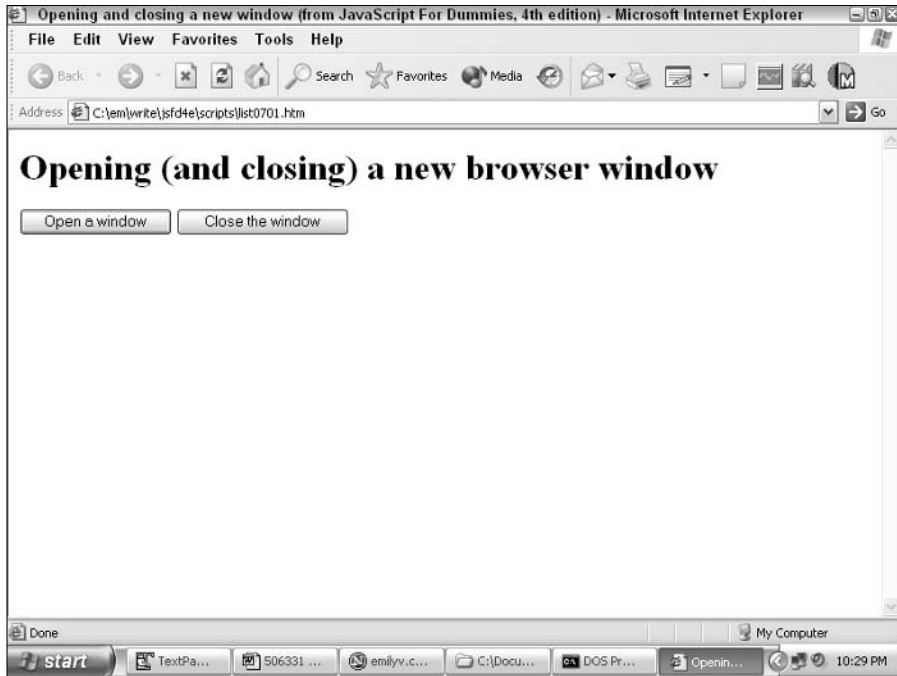 Opening and closing a new window (from JavaScript For Dummies, 4th edition) - Microsoft Internet Explorer
File Edit View Favorites Tools Help
Back Search Favorites Media
Address C:\em\write\jsfd4e\scripts\list0701.htm Go
Opening (and closing) a new browser window
Open a window Close the window
Done My Computer
start TextPa... 506331 ... emilyv.c... C:\Docu... DOS Pr... Openin... 10:29 PM